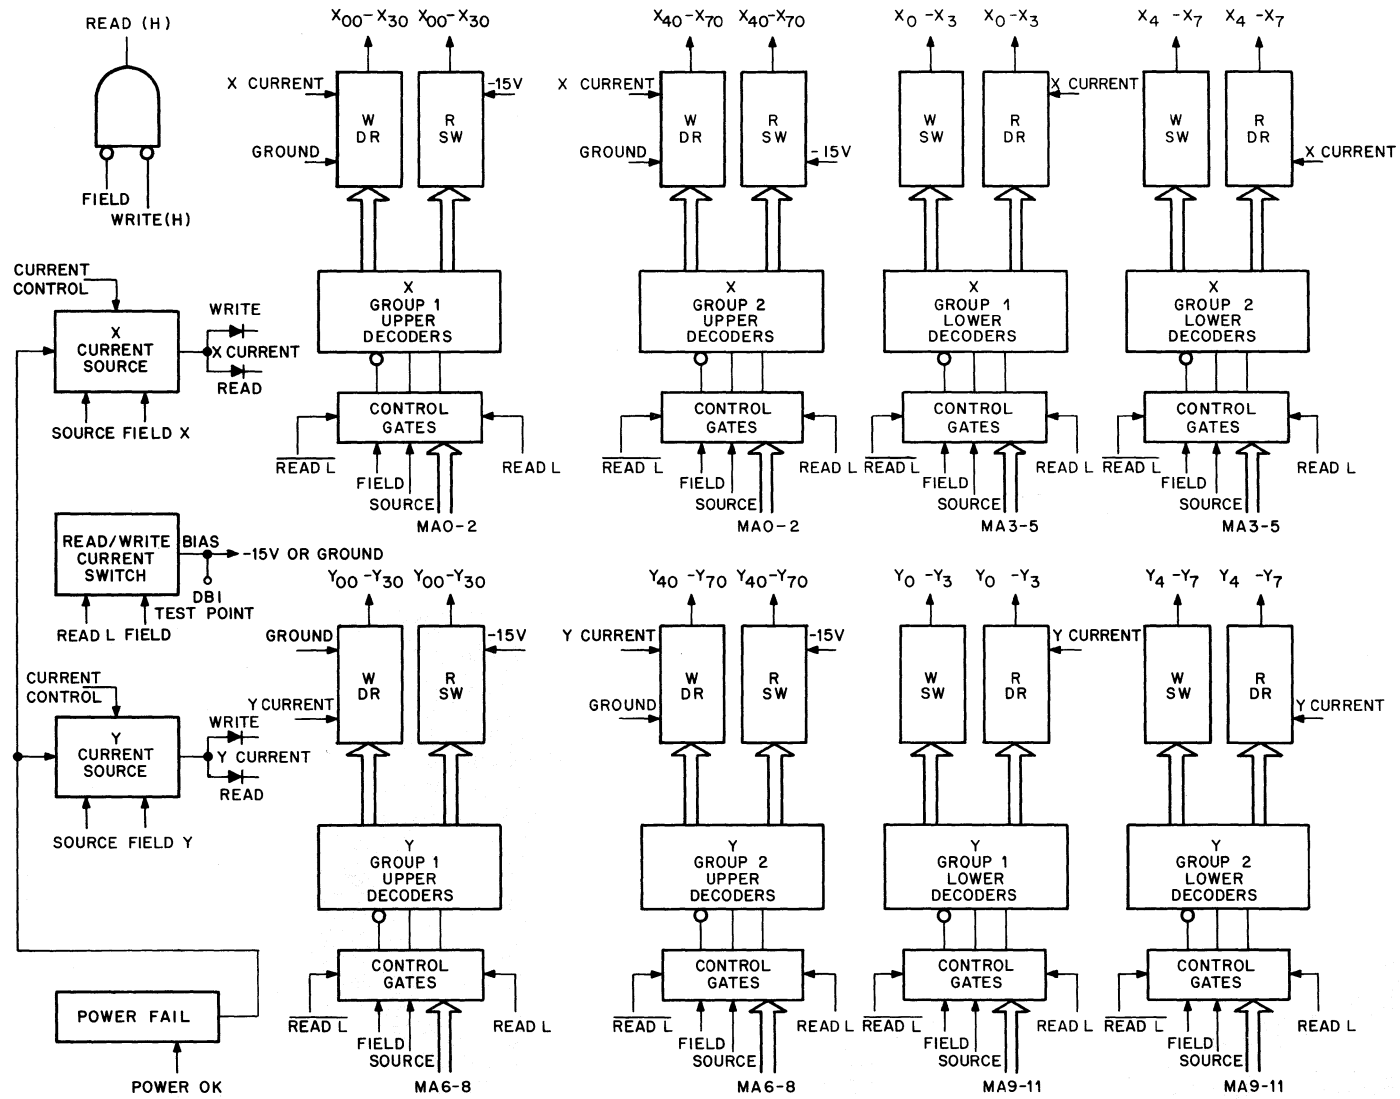 READ (H)
FIELD
WRITE(H)
X00-X30 X00-X30
X CURRENT
W DR
R SW
-15V
GROUND
X40-X70 X40-X70
X CURRENT
W DR
R SW
GROUND
-15V
X0-X3 X0-X3
W SW
R DR
X CURRENT
X4-X7 X4-X7
W SW
R DR
X CURRENT
CURRENT
CONTROL
X
CURRENT
SOURCE
WRITE
X CURRENT
READ
SOURCE FIELD X
X
GROUP 1
UPPER
DECODERS
CONTROL
GATES
READ L
FIELD
SOURCE
READ L
MA0-2
X
GROUP 2
UPPER
DECODERS
CONTROL
GATES
READ L
FIELD
SOURCE
READ L
MA0-2
X
GROUP 1
LOWER
DECODERS
CONTROL
GATES
READ L
FIELD
SOURCE
READ L
MA3-5
X
GROUP 2
LOWER
DECODERS
CONTROL
GATES
READ L
FIELD
SOURCE
READ L
MA3-5
READ/WRITE
CURRENT
SWITCH
BIAS
-15V OR GROUND
DB1
TEST POINT
READ L FIELD
Y00-Y30 Y00-Y30
GROUND
W DR
R SW
-15V
Y CURRENT
Y40-Y70 Y40-Y70
Y CURRENT
W DR
R SW
-15V
GROUND
Y0-Y3 Y0-Y3
W SW
R DR
Y CURRENT
Y4-Y7 Y4-Y7
W SW
R DR
Y CURRENT
CURRENT
CONTROL
Y
CURRENT
SOURCE
WRITE
Y CURRENT
READ
SOURCE FIELD Y
Y
GROUP 1
UPPER
DECODERS
CONTROL
GATES
READ L
FIELD
SOURCE
READ L
MA6-8
Y
GROUP 2
UPPER
DECODERS
CONTROL
GATES
READ L
FIELD
SOURCE
READ L
MA6-8
Y
GROUP 1
LOWER
DECODERS
CONTROL
GATES
READ L
FIELD
SOURCE
READ L
MA9-11
Y
GROUP 2
LOWER
DECODERS
CONTROL
GATES
READ L
FIELD
SOURCE
READ L
MA9-11
POWER FAIL
POWER OK